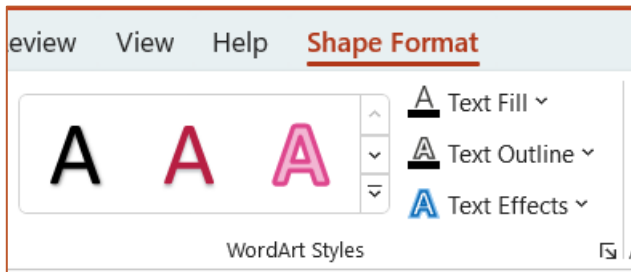 eview View Help Shape Format
A A A
A Text Fill
A Text Outline
A Text Effects
WordArt Styles